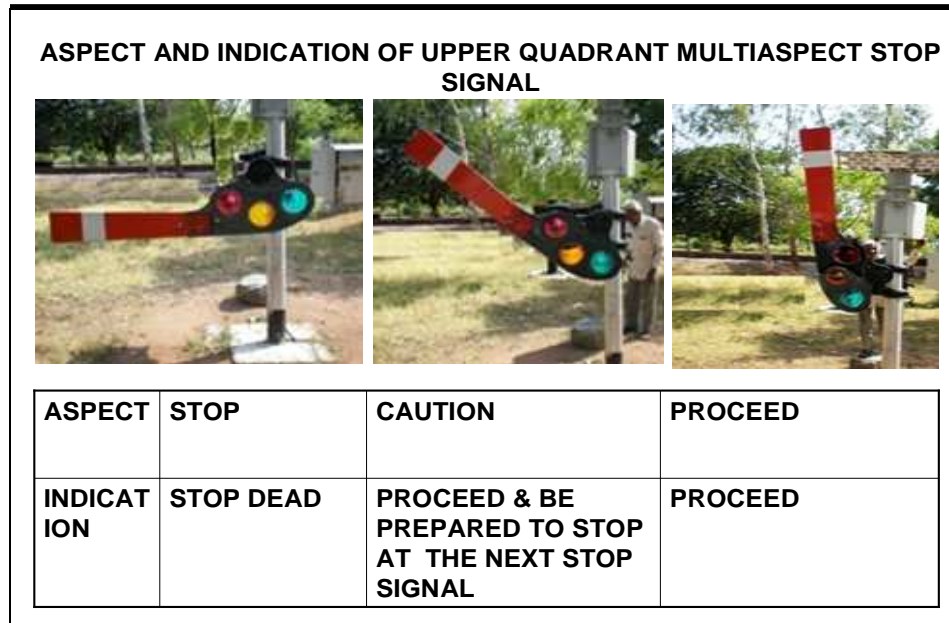 ASPECT AND INDICATION OF UPPER QUADRANT MULTIASPECT STOP
SIGNAL
ASPECT STOP CAUTION PROCEED
INDICAT STOP DEAD PROCEED & BE PROCEED
ION PREPARED TO STOP
AT THE NEXT STOP
SIGNAL